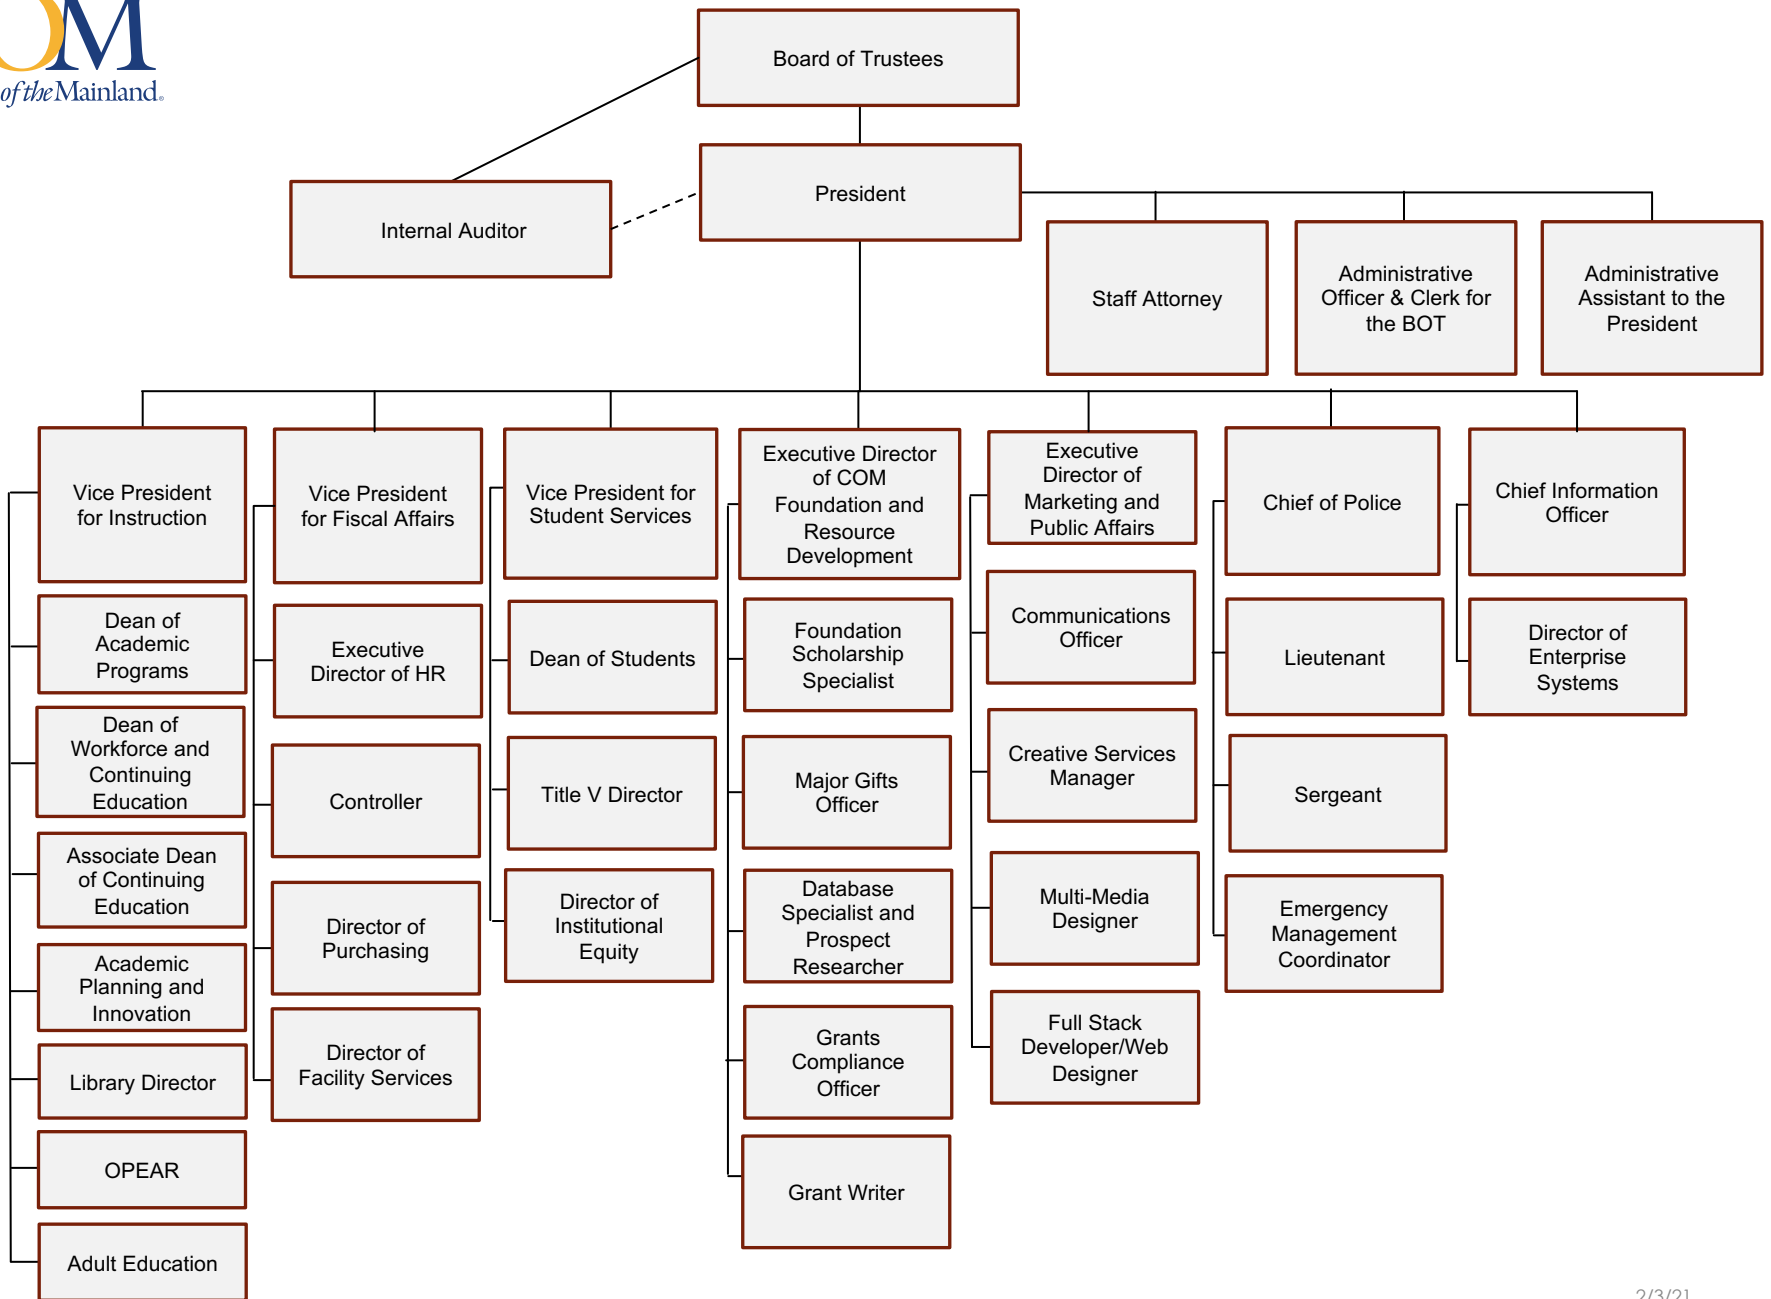 OM
of the Mainland®
Board of Trustees
President
Internal Auditor
Staff Attorney
Administrative
Officer & Clerk for
the BOT
Administrative
Assistant to the
President
Vice President
for Instruction
Dean of
Academic
Programs
Dean of
Workforce and
Continuing
Education
Associate Dean
of Continuing
Education
Academic
Planning and
Innovation
Library Director
OPEAR
Adult Education
Vice President
for Fiscal Affairs
Executive
Director of HR
Controller
Director of
Purchasing
Director of
Facility Services
Vice President for
Student Services
Dean of Students
Title V Director
Director of
Institutional
Equity
Executive Director
of COM
Foundation and
Resource
Development
Foundation
Scholarship
Specialist
Major Gifts
Officer
Database
Specialist and
Prospect
Researcher
Grants
Compliance
Officer
Grant Writer
Executive
Director of
Marketing and
Public Affairs
Communications
Officer
Creative Services
Manager
Multi-Media
Designer
Full Stack
Developer/Web
Designer
Chief of Police
Lieutenant
Sergeant
Emergency
Management
Coordinator
Chief Information
Officer
Director of
Enterprise
Systems
2/3/21